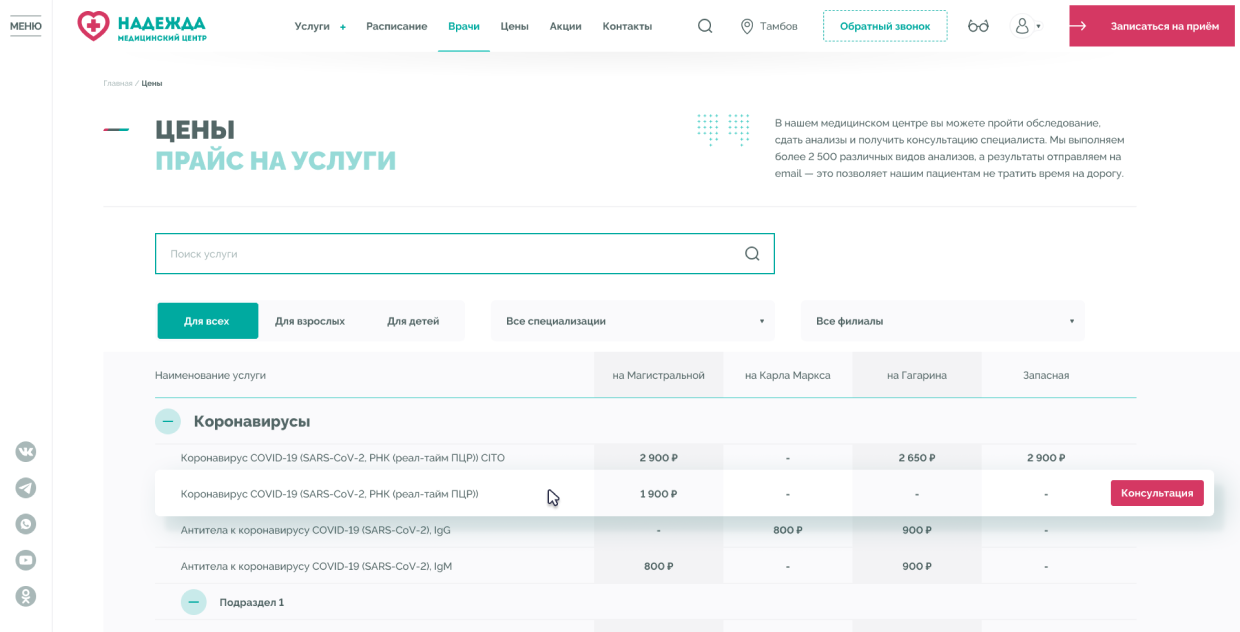 МЕНЮ
НАДЕЖДА
МЕДИЦИНСКИЙ ЦЕНТР
Услуги + Расписание Врачи Цены Акции Контакты
Тамбов
Обратный звонок
Записаться на приём
Главная / Цены
ЦЕНЫ
ПРАЙС НА УСЛУГИ
В нашем медицинском центре вы можете пройти обследование,
сдать анализы и получить консультацию специалиста. Мы выполняем
более 2 500 различных видов анализов, а результаты отправляем на
email — это позволяет нашим пациентам не тратить время на дорогу.
Поиск услуги
Для всех Для взрослых Для детей Все специализации Все филиалы
Наименование услуги на Магистральной на Карла Маркса на Гагарина Запасная
Коронавирусы
Коронавирус COVID-19 (SARS-CoV-2, РНК (реал-тайм ПЦР)) CITO 2 900 ₽ - 2 650 ₽ 2 900 ₽
Коронавирус COVID-19 (SARS-CoV-2, РНК (реал-тайм ПЦР)) 1 900 ₽ - - - Консультация
Антитела к коронавирусу COVID-19 (SARS-CoV-2), IgG - 800 ₽ 900 ₽ -
Антитела к коронавирусу COVID-19 (SARS-CoV-2), IgM 800 ₽ - 900 ₽ -
Подраздел 1